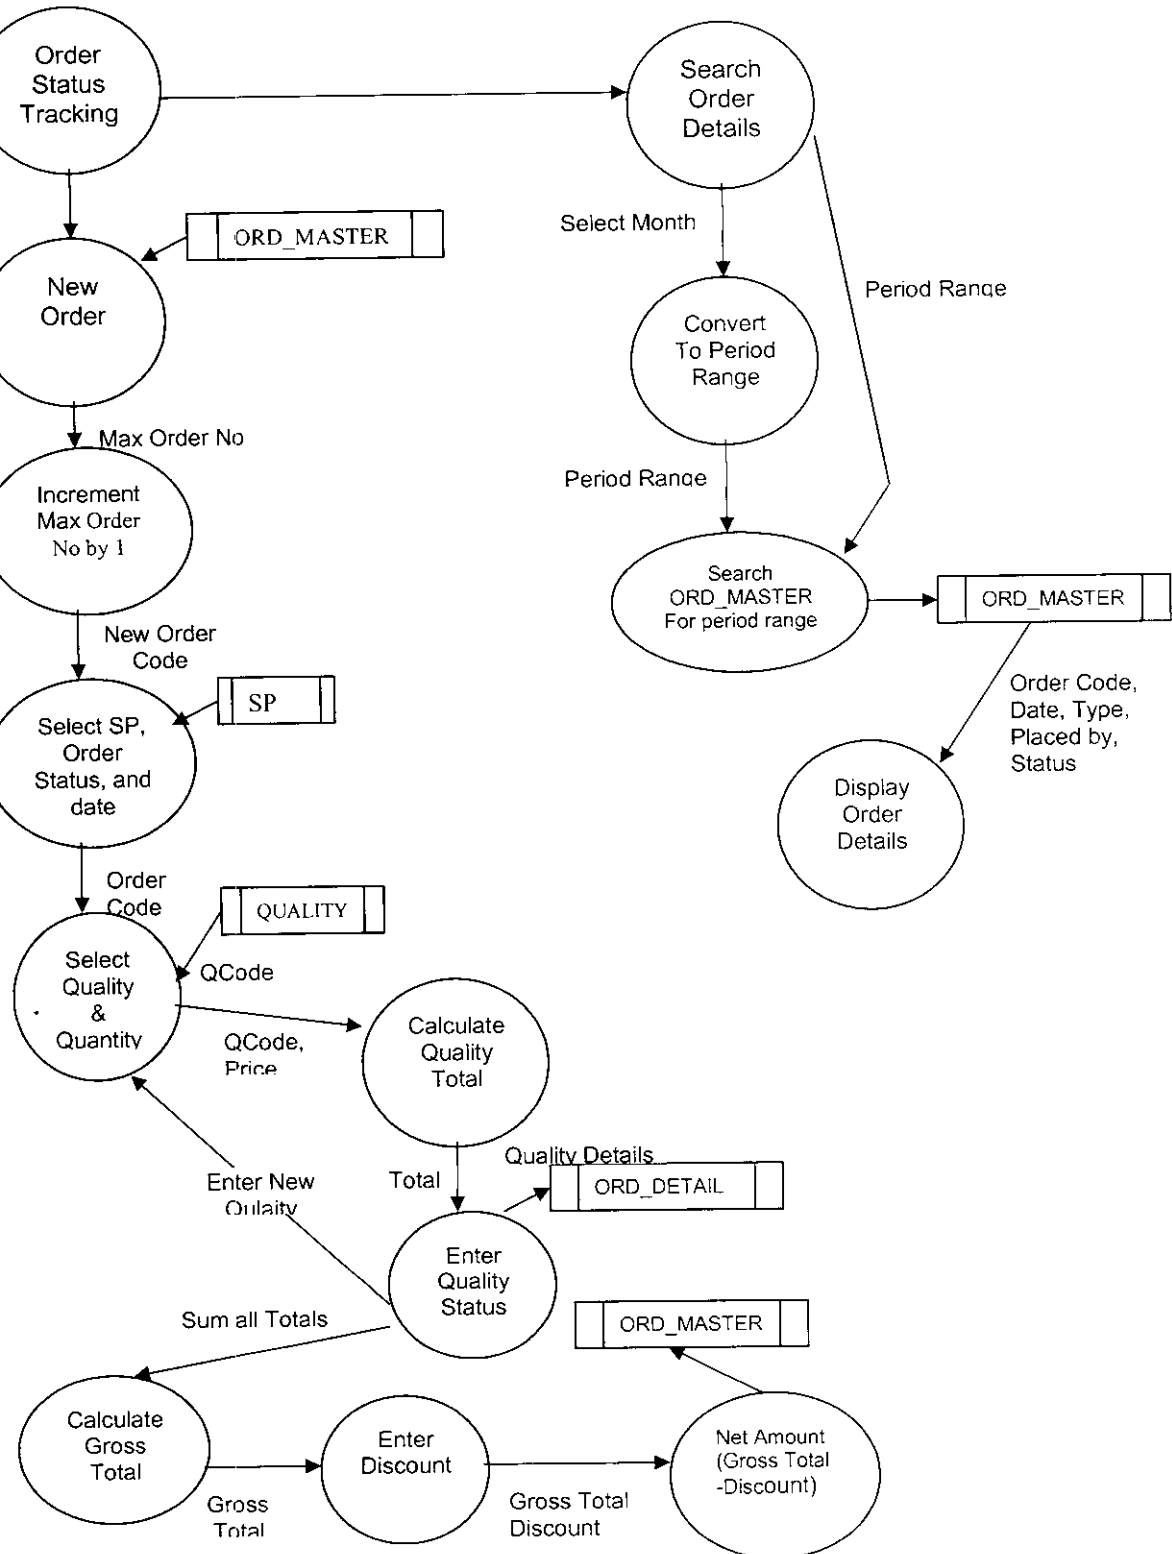 Order
Status
Tracking
Search
Order
Details
ORD_MASTER
Select Month
New
Order
Period Range
Convert
To Period
Range
Max Order No
Period Range
Increment
Max Order
No by 1
Search
ORD_MASTER
For period range
ORD_MASTER
New Order
Code
SP
Order Code,
Date, Type,
Placed by,
Status
Select SP,
Order
Status, and
date
Display
Order
Details
Order
Code
QUALITY
Select
Quality
&
Quantity
QCode
QCode,
Price
Calculate
Quality
Total
Quality Details
Total
ORD_DETAIL
Enter New
Qulaity
Enter
Quality
Status
Sum all Totals
ORD_MASTER
Calculate
Gross
Total
Enter
Discount
Net Amount
(Gross Total
-Discount)
Gross
Total
Gross Total
Discount